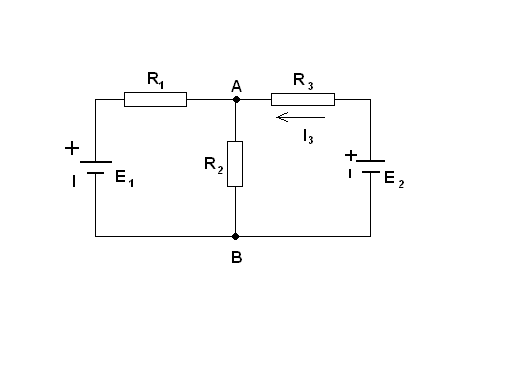 R1 A R3
I3
R2
+ E1
+ E2
B